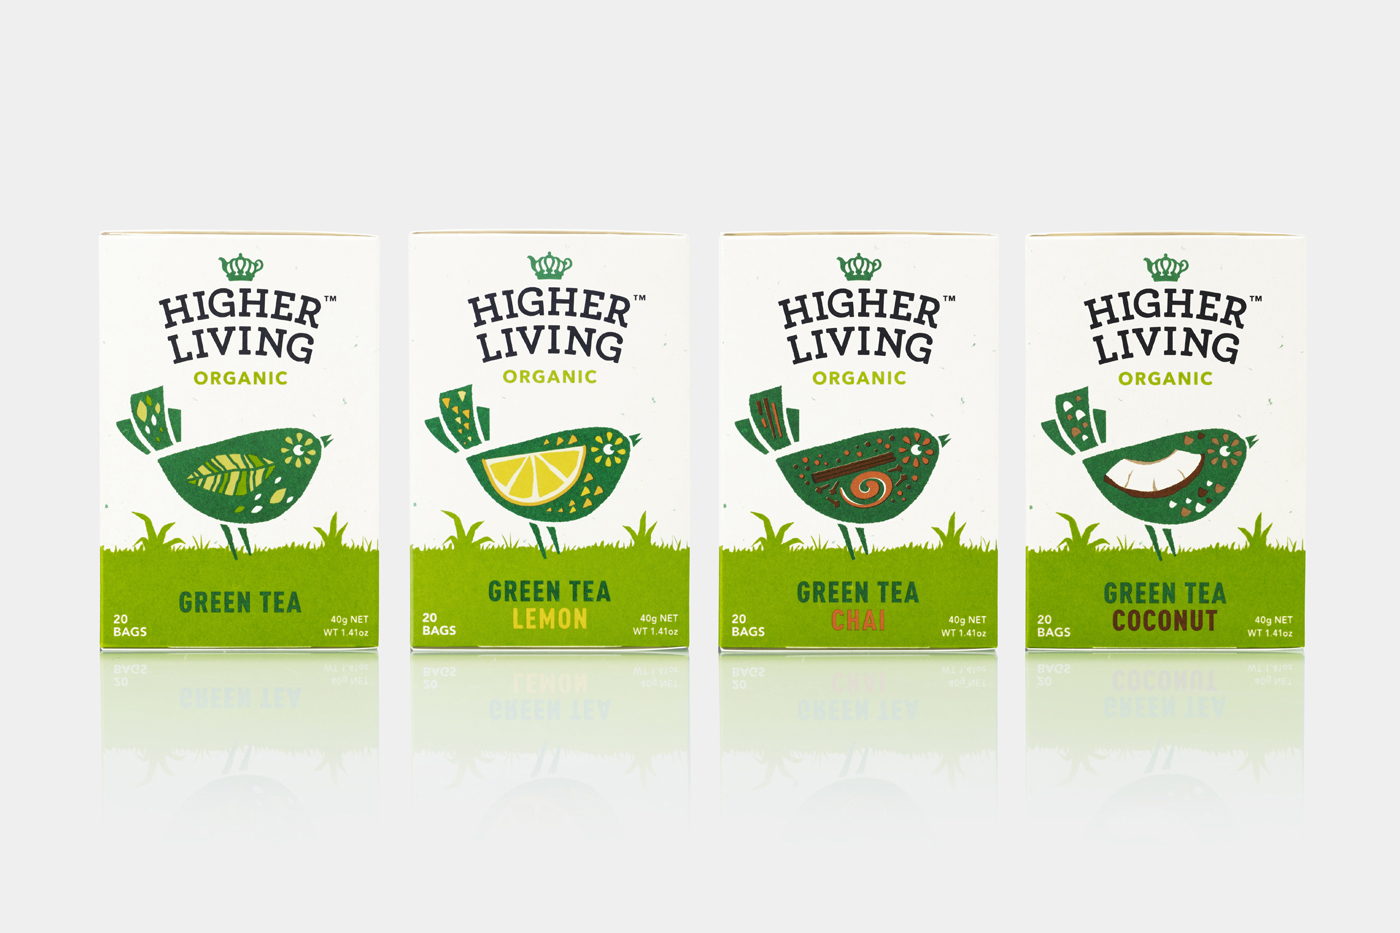 HIGHER™
LIVING
ORGANIC
GREEN TEA
20
BAGS
40g NET
WT 1.41oz
HIGHER™
LIVING
ORGANIC
GREEN TEA
LEMON
20
BAGS
40g NET
WT 1.41oz
HIGHER™
LIVING
ORGANIC
GREEN TEA
CHAI
20
BAGS
40g NET
WT 1.41oz
HIGHER™
LIVING
ORGANIC
GREEN TEA
COCONUT
20
BAGS
40g NET
WT 1.41oz